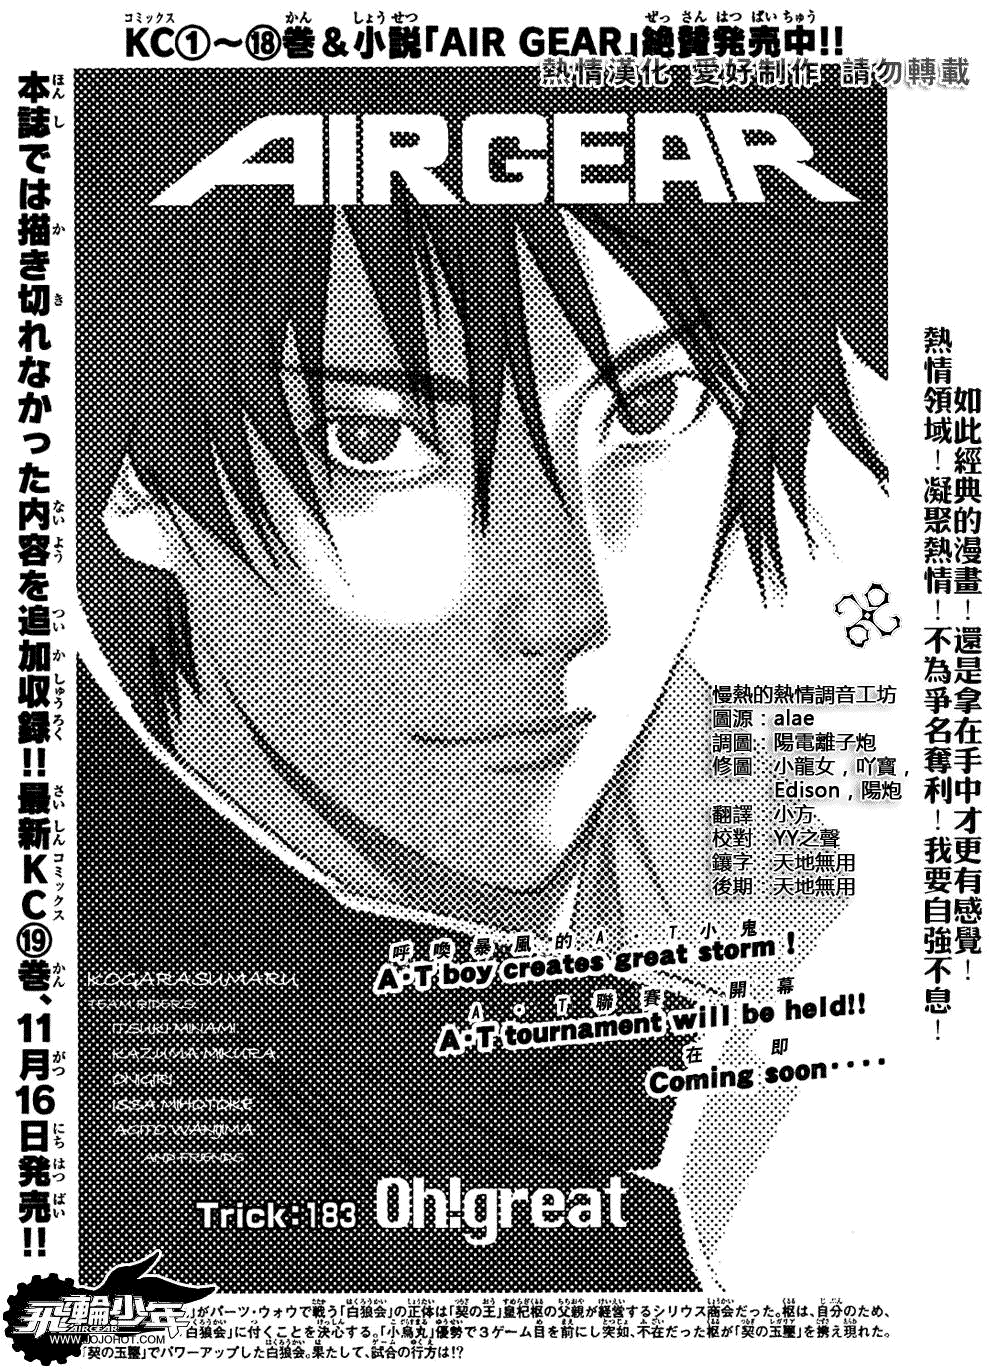 KC①～⑱巻&小説「AIR GEAR」絶賛発売中!!
熱情漢化 愛好制作 請勿轉載
AIRGEAR
本誌では描き切れなかった内容を追加収録!!最新KC⑲巻、11月16日発売!!
如此經典的漫畫！還是拿在手中才更有感覺！
熱情領域！凝聚熱情！不為爭名奪利！我要自強不息！
慢熱的熱情調音工坊
圖源：alae
調圖：陽電離子炮
修圖：小龍女，吖寶，
Edison，陽炮
翻譯：小方
校對：YY之聲
鑲字：天地無用
後期：天地無用
呼喚暴風的A·T小鬼
A·T boy creates great storm !
A·T聯賽開幕
A·T tournament will be held!!
在即
Coming soon････
KOGARASUMARU
TEAM RIDERS
ITSUKI MINAMI
KAZUMA MIKURA
ONIGIRI
ISSA MIHOTOKE
AGITO WANIJIMA
AND FRIENDS
Trick:183 Oh!great
飛輪少年
AIRGEAR
WWW.JOJOHOT.COM
」がパーツ・ウォウで戦う「白狼会」の正体は「契の王」皇杞枢の父親が経営するシリウス商会だった。枢は、自分のため、
「白狼会」に付くことを決心する。「小烏丸」優勢で3ゲーム目を前にし突如、不在だった枢が「契の玉璽」を携え現れた。
「契の玉璽」でパワーアップした白狼会。果たして、試合の行方は!?